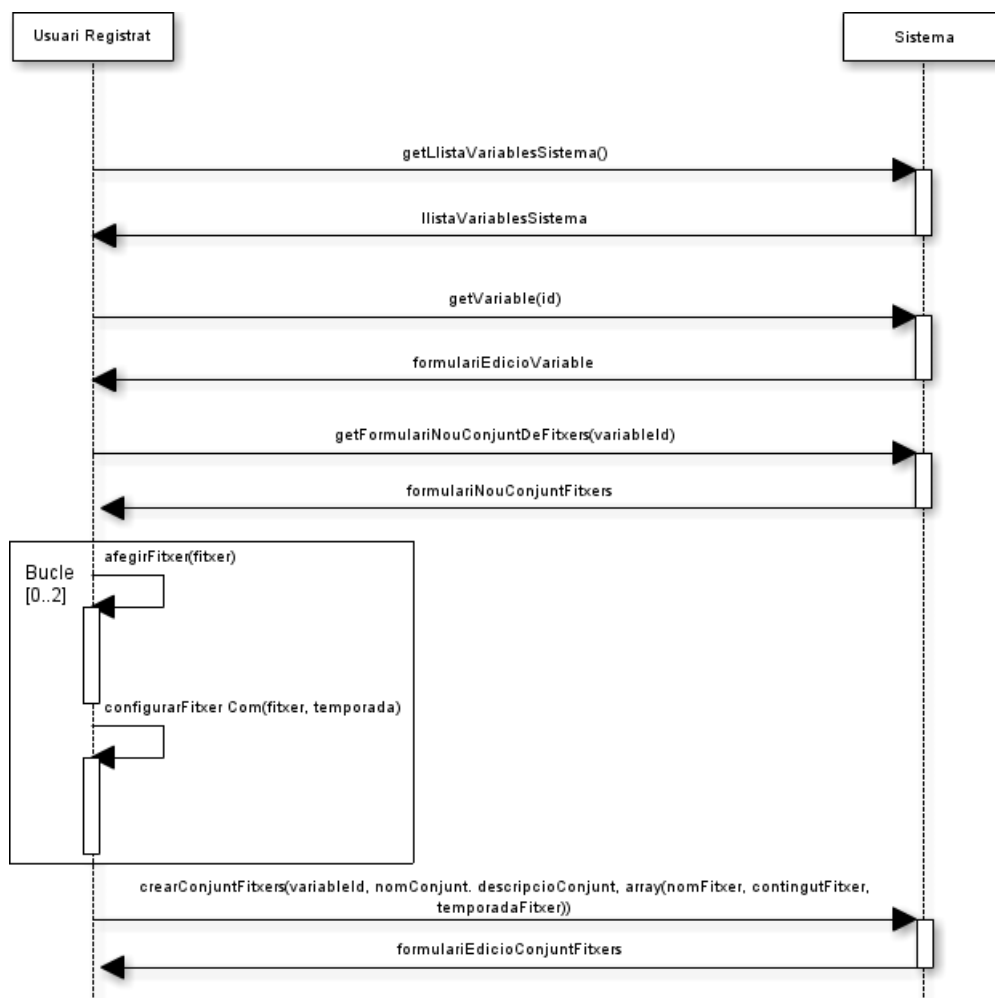 Usuari Registrat
Sistema
getLlistaVariablesSistema()
llistaVariablesSistema
getVariable(id)
formulariEdicioVariable
getFormulariNouConjuntDeFitxers(variableId)
formulariNouConjuntFitxers
Bucle
[0..2]
afegirFitxer(fitxer)
configurarFitxer Com(fitxer, temporada)
crearConjuntFitxers(variableId, nomConjunt. descripcioConjunt, array(nomFitxer, contingutFitxer,
temporadaFitxer))
formulariEdicioConjuntFitxers